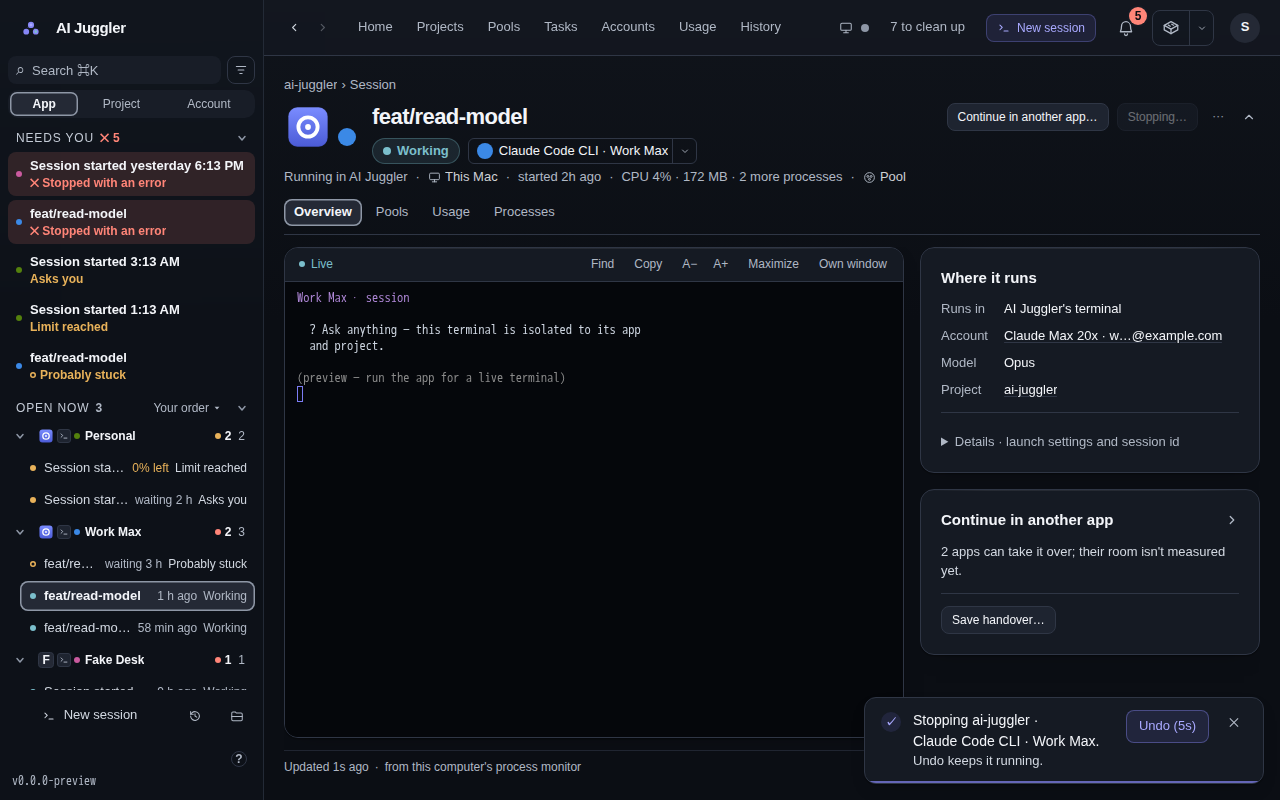 AI Juggler
Search ⌘K
App Project Account
NEEDS YOU 5
Session started yesterday 6:13 PM
Stopped with an error
feat/read-model
Stopped with an error
Session started 3:13 AM
Asks you
Session started 1:13 AM
Limit reached
feat/read-model
Probably stuck
OPEN NOW 3 Your order
Personal 2 2
Session sta… 0% left Limit reached
Session star… waiting 2 h Asks you
Work Max 2 3
feat/re… waiting 3 h Probably stuck
feat/read-model 1 h ago Working
feat/read-mo… 58 min ago Working
F Fake Desk 1 1
New session
?
v0.0.0-preview
Home Projects Pools Tasks Accounts Usage History
7 to clean up
New session
5
S
ai-juggler › Session
feat/read-model
Continue in another app… Stopping… ···
Working Claude Code CLI · Work Max
Running in AI Juggler · This Mac · started 2h ago · CPU 4% · 172 MB · 2 more processes · Pool
Overview Pools Usage Processes
Live Find Copy A− A+ Maximize Own window
Work Max · session
? Ask anything — this terminal is isolated to its app
and project.
(preview — run the app for a live terminal)
Where it runs
Runs in AI Juggler's terminal
Account Claude Max 20x · w…@example.com
Model Opus
Project ai-juggler
Details · launch settings and session id
Continue in another app
2 apps can take it over; their room isn't measured
yet.
Save handover…
Updated 1s ago · from this computer's process monitor
Stopping ai-juggler ·
Claude Code CLI · Work Max.
Undo keeps it running.
Undo (5s)